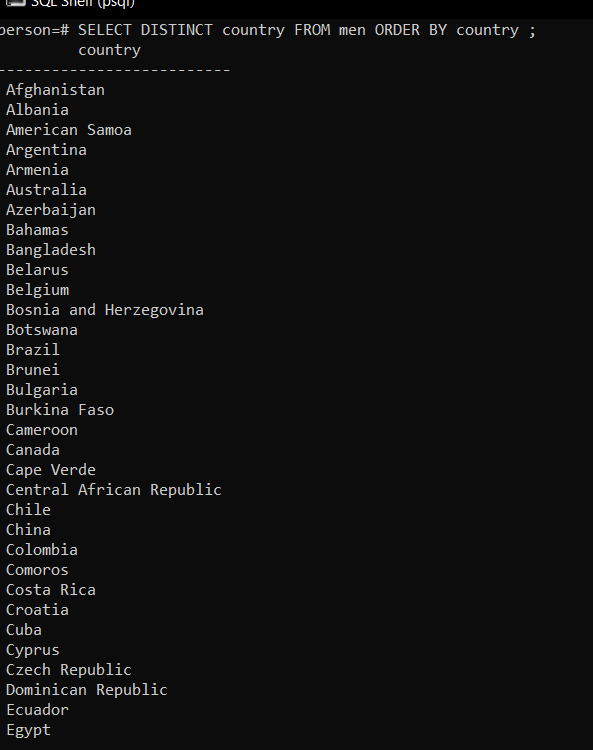 SQL Shell (psql)
person=# SELECT DISTINCT country FROM men ORDER BY country ;
country
--------------------------
Afghanistan
Albania
American Samoa
Argentina
Armenia
Australia
Azerbaijan
Bahamas
Bangladesh
Belarus
Belgium
Bosnia and Herzegovina
Botswana
Brazil
Brunei
Bulgaria
Burkina Faso
Cameroon
Canada
Cape Verde
Central African Republic
Chile
China
Colombia
Comoros
Costa Rica
Croatia
Cuba
Cyprus
Czech Republic
Dominican Republic
Ecuador
Egypt